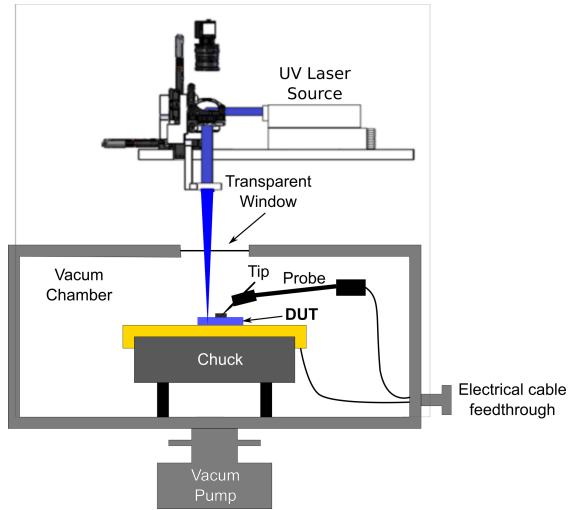 UV Laser
Source
Transparent
Window
Vacum
Chamber
Tip
Probe
DUT
Chuck
Electrical cable
feedthrough
Vacum
Pump